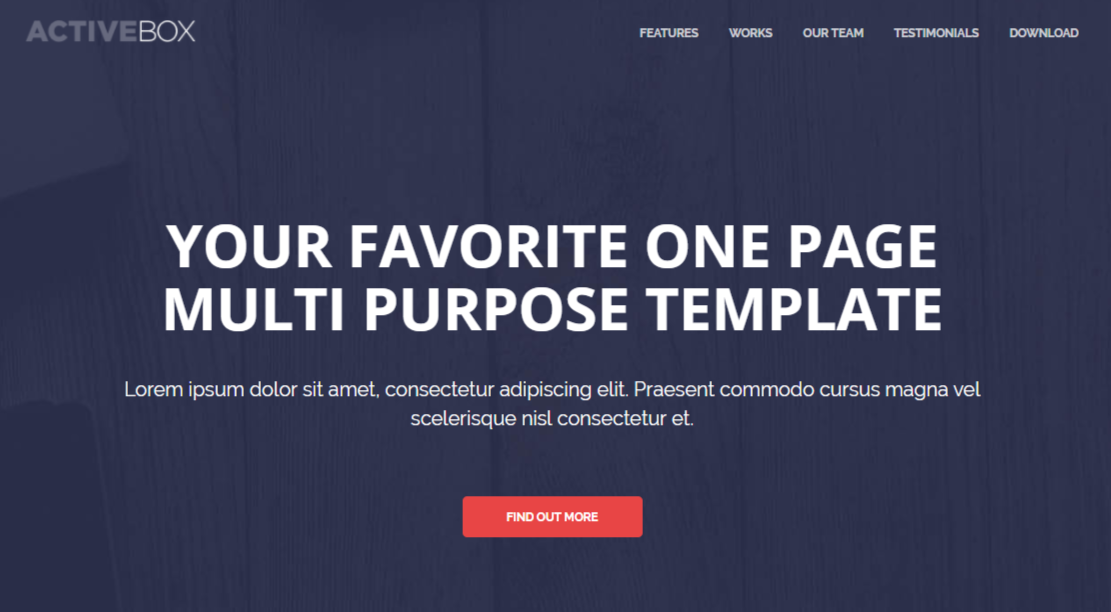 ACTIVEBOX
FEATURES WORKS OUR TEAM TESTIMONIALS DOWNLOAD
YOUR FAVORITE ONE PAGE
MULTI PURPOSE TEMPLATE
Lorem ipsum dolor sit amet, consectetur adipiscing elit. Praesent commodo cursus magna vel
scelerisque nisl consectetur et.
FIND OUT MORE